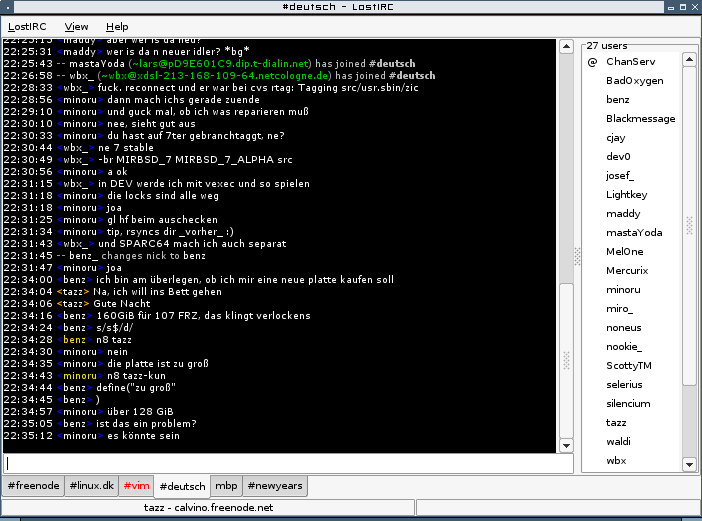 #deutsch - LostIRC
LostIRC View Help
22:25:13 <maddy> aber wer is da neu?
22:25:31 <maddy> wer is da n neuer idler? *bg*
22:25:43 -- mastaYoda (~lars@pD9E601C9.dip.t-dialin.net) has joined #deutsch
22:26:58 -- wbx_ (~wbx@xdsl-213-168-109-64.netcologne.de) has joined #deutsch
22:28:33 <wbx_> fuck. reconnect und er war bei cvs rtag: Tagging src/usr.sbin/zic
22:28:56 <minoru> dann mach ichs gerade zuende
22:29:10 <minoru> und guck mal, ob ich was reparieren muß
22:30:10 <minoru> nee, sieht gut aus
22:30:33 <minoru> du hast auf 7ter gebranchtaggt, ne?
22:30:44 <wbx_> ne 7 stable
22:30:49 <wbx_> -br MIRBSD_7 MIRBSD_7_ALPHA src
22:30:56 <minoru> a ok
22:31:15 <wbx_> in DEV werde ich mit vexec und so spielen
22:31:18 <minoru> die locks sind alle weg
22:31:18 <minoru> joa
22:31:25 <minoru> gl hf beim auschecken
22:31:34 <minoru> tip, rsyncs dir _vorher_ :)
22:31:43 <wbx_> und SPARC64 mach ich auch separat
22:31:45 -- benz_ changes nick to benz
22:31:47 <minoru> joa
22:34:00 <benz> ich bin am überlegen, ob ich mir eine neue platte kaufen soll
22:34:04 <tazz> Na, ich will ins Bett gehen
22:34:06 <tazz> Gute Nacht
22:34:16 <benz> 160GiB für 107 FRZ, das klingt verlockens
22:34:24 <benz> s/s$/d/
22:34:28 <benz> n8 tazz
22:34:30 <minoru> nein
22:34:35 <minoru> die platte ist zu groß
22:34:43 <minoru> n8 tazz-kun
22:34:44 <benz> define("zu groß"
22:34:45 <benz> )
22:34:57 <minoru> über 128 GiB
22:35:05 <benz> ist das ein problem?
22:35:12 <minoru> es könnte sein
27 users
@ ChanServ
BadOxygen
benz
Blackmessage
cjay
dev0
josef_
Lightkey
maddy
mastaYoda
MelOne
Mercurix
minoru
miro_
noneus
nookie_
ScottyTM
selerius
silencium
tazz
waldi
wbx
#freenode #linux.dk #vim #deutsch mbp #newyears
tazz - calvino.freenode.net